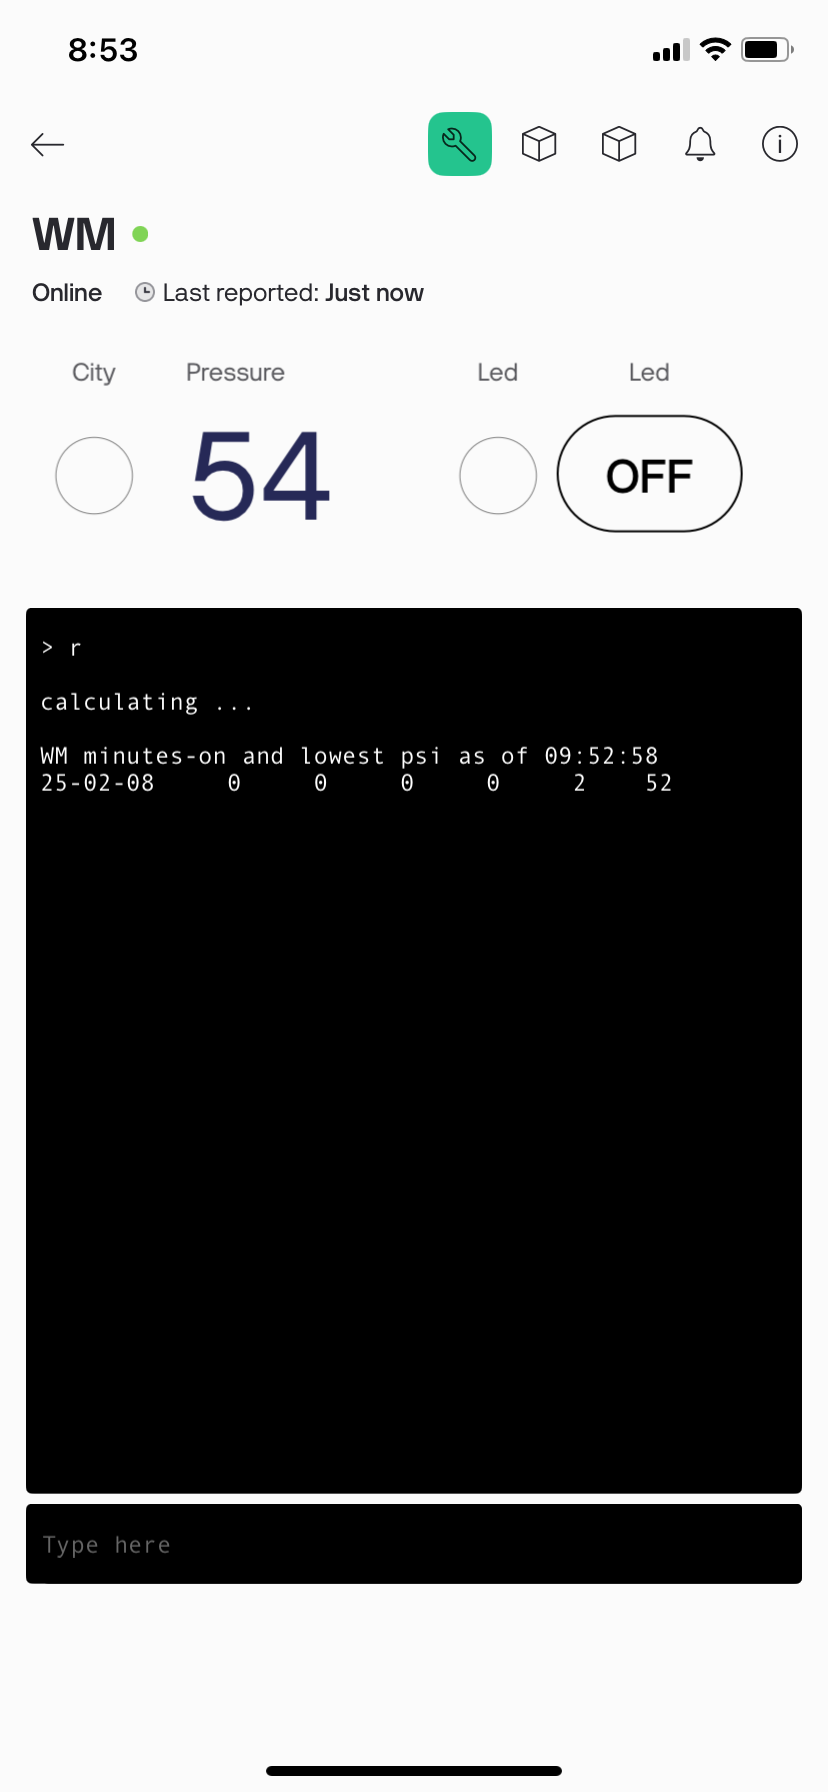 8:53
WM
Online Last reported: Just now
City Pressure Led Led
54 OFF
> r
calculating ...
WM minutes-on and lowest psi as of 09:52:58
25-02-08 0 0 0 0 2 52
Type here